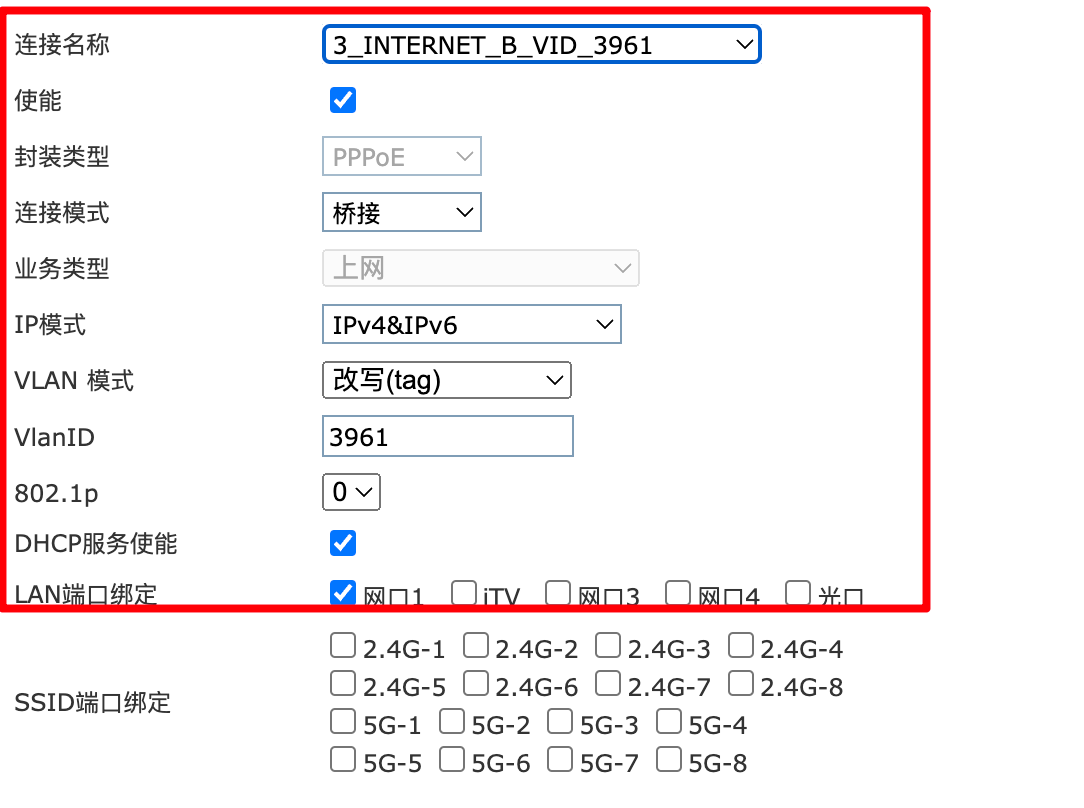 连接名称 3_INTERNET_B_VID_3961
使能
封装类型 PPPoE
连接模式 桥接
业务类型 上网
IP模式 IPv4&IPv6
VLAN 模式 改写(tag)
VlanID 3961
802.1p 0
DHCP服务使能
LAN端口绑定 网口1 iTV 网口3 网口4 光口
2.4G-1 2.4G-2 2.4G-3 2.4G-4
2.4G-5 2.4G-6 2.4G-7 2.4G-8
SSID端口绑定
5G-1 5G-2 5G-3 5G-4
5G-5 5G-6 5G-7 5G-8